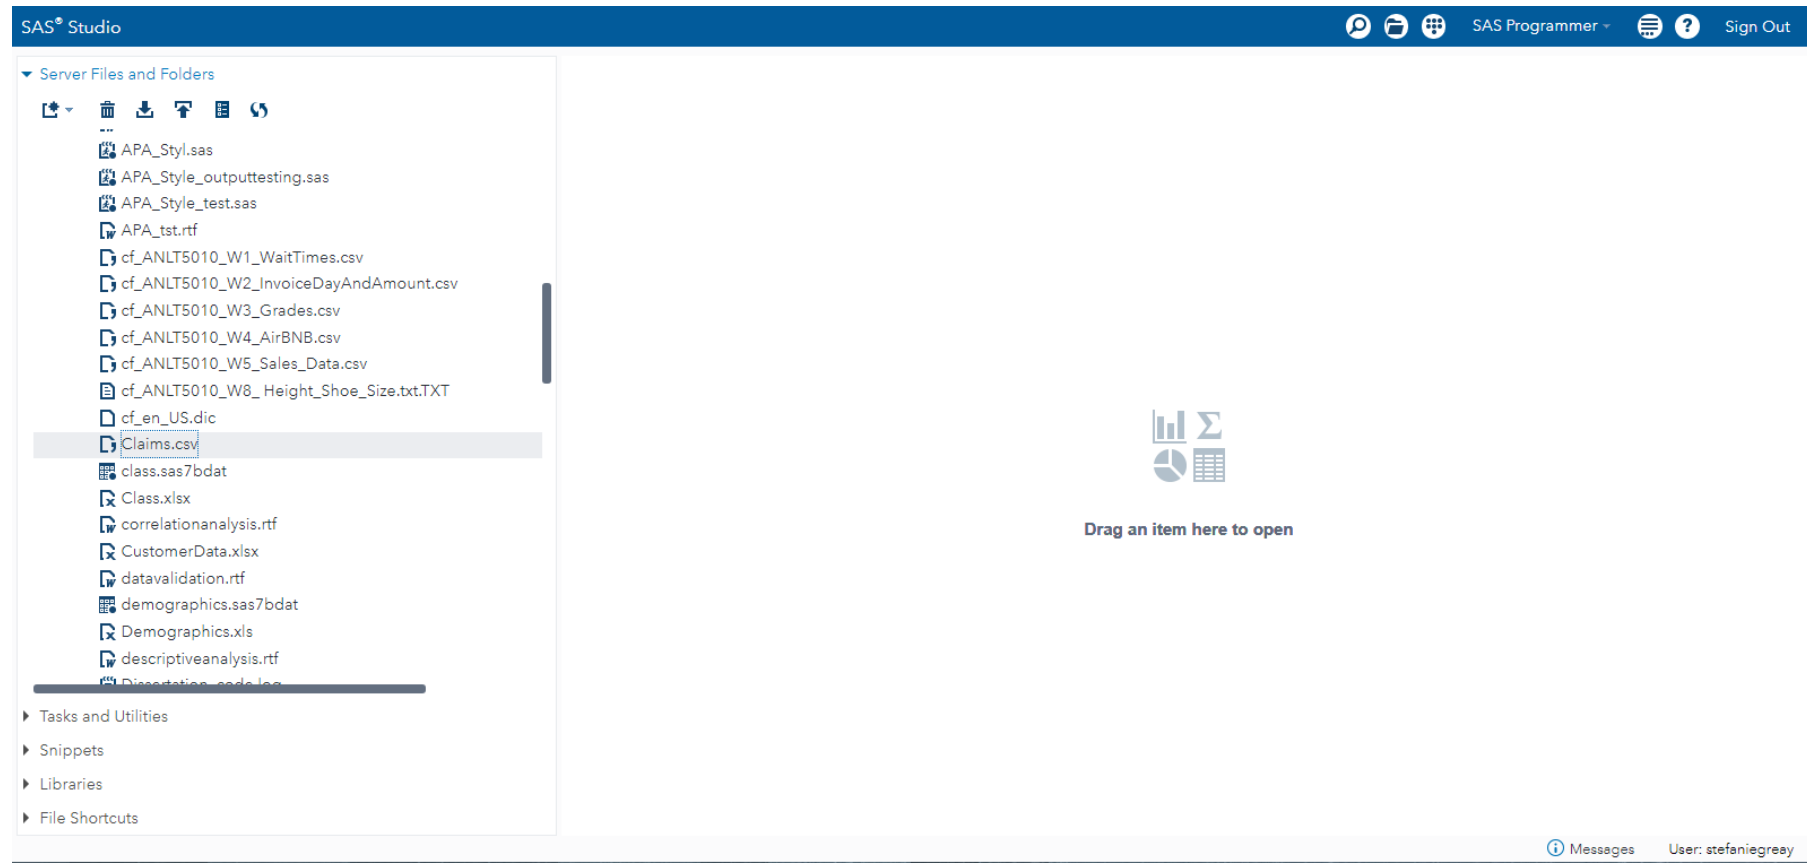 SAS® Studio
SAS Programmer
Sign Out
Server Files and Folders
APA_Styl.sas
APA_Style_outputtesting.sas
APA_Style_test.sas
APA_tst.rtf
cf_ANLT5010_W1_WaitTimes.csv
cf_ANLT5010_W2_InvoiceDayAndAmount.csv
cf_ANLT5010_W3_Grades.csv
cf_ANLT5010_W4_AirBNB.csv
cf_ANLT5010_W5_Sales_Data.csv
cf_ANLT5010_W8_ Height_Shoe_Size.txt.TXT
cf_en_US.dic
Claims.csv
class.sas7bdat
Class.xlsx
correlationanalysis.rtf
CustomerData.xlsx
datavalidation.rtf
demographics.sas7bdat
Demographics.xls
descriptiveanalysis.rtf
Dissertation_code.log
Tasks and Utilities
Snippets
Libraries
File Shortcuts
Drag an item here to open
Messages
User: stefaniegreay